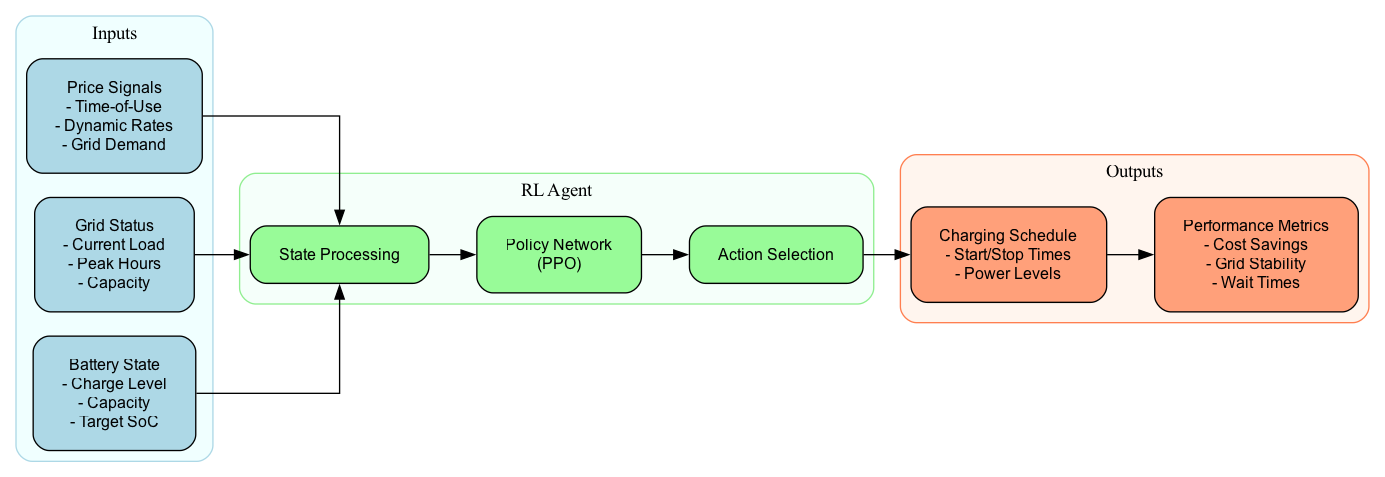 Inputs
Price Signals
- Time-of-Use
- Dynamic Rates
- Grid Demand
Grid Status
- Current Load
- Peak Hours
- Capacity
Battery State
- Charge Level
- Capacity
- Target SoC
RL Agent
State Processing
Policy Network
(PPO)
Action Selection
Outputs
Charging Schedule
- Start/Stop Times
- Power Levels
Performance Metrics
- Cost Savings
- Grid Stability
- Wait Times